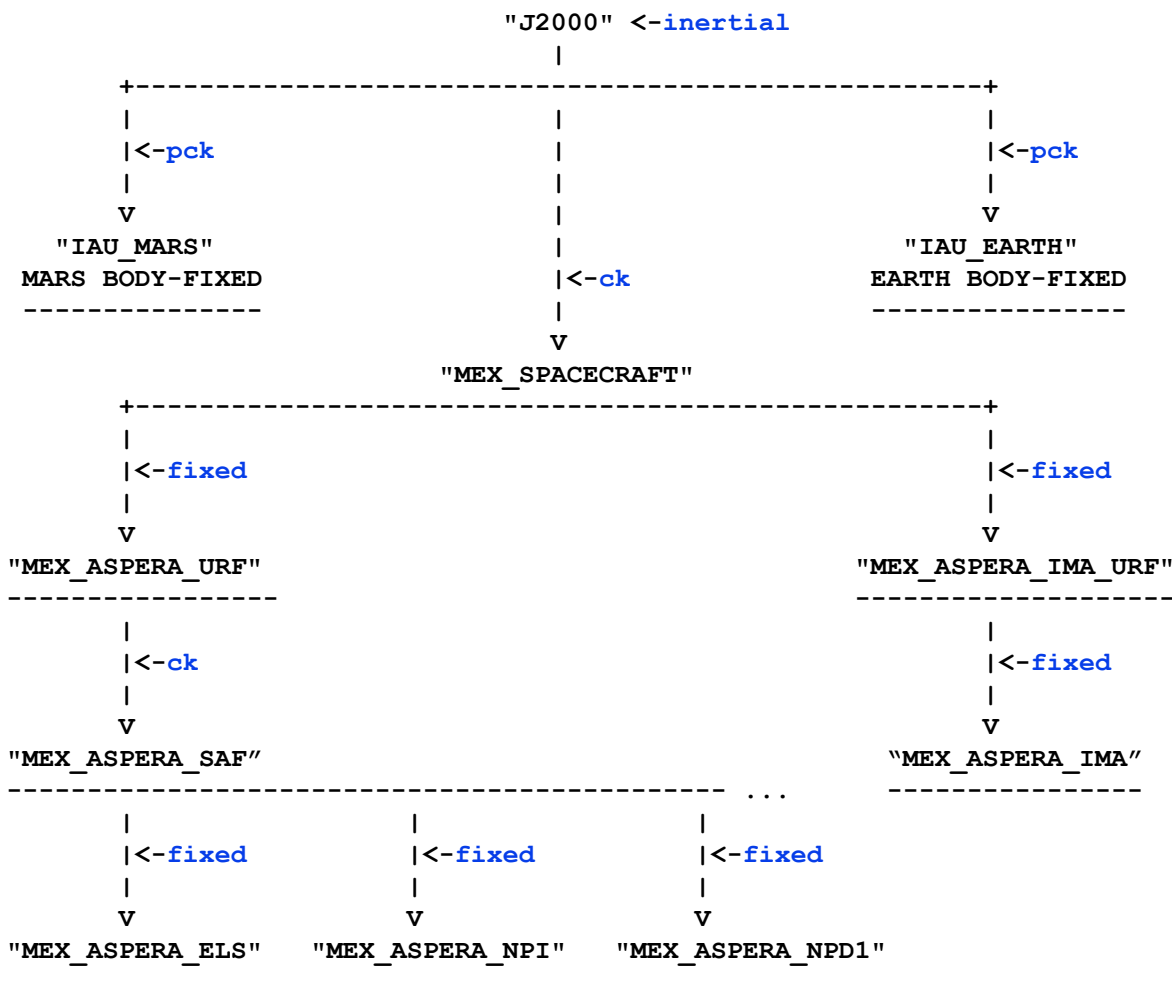 "J2000" <-inertial
|
+-----------------------------------------------------+
| | |
|<-pck | |<-pck
| | |
V | V
"IAU_MARS" | "IAU_EARTH"
MARS BODY-FIXED |<-ck EARTH BODY-FIXED
--------------- | ----------------
V
"MEX_SPACECRAFT"
+-----------------------------------------------------+
| |
|<-fixed |<-fixed
| |
V V
"MEX_ASPERA_URF" "MEX_ASPERA_IMA_URF"
----------------- --------------------
| |
|<-ck |<-fixed
| |
V V
"MEX_ASPERA_SAF” “MEX_ASPERA_IMA”
--------------------------------------------- ... ----------------
| | |
|<-fixed |<-fixed |<-fixed
| | |
V V V
"MEX_ASPERA_ELS" "MEX_ASPERA_NPI" "MEX_ASPERA_NPD1"